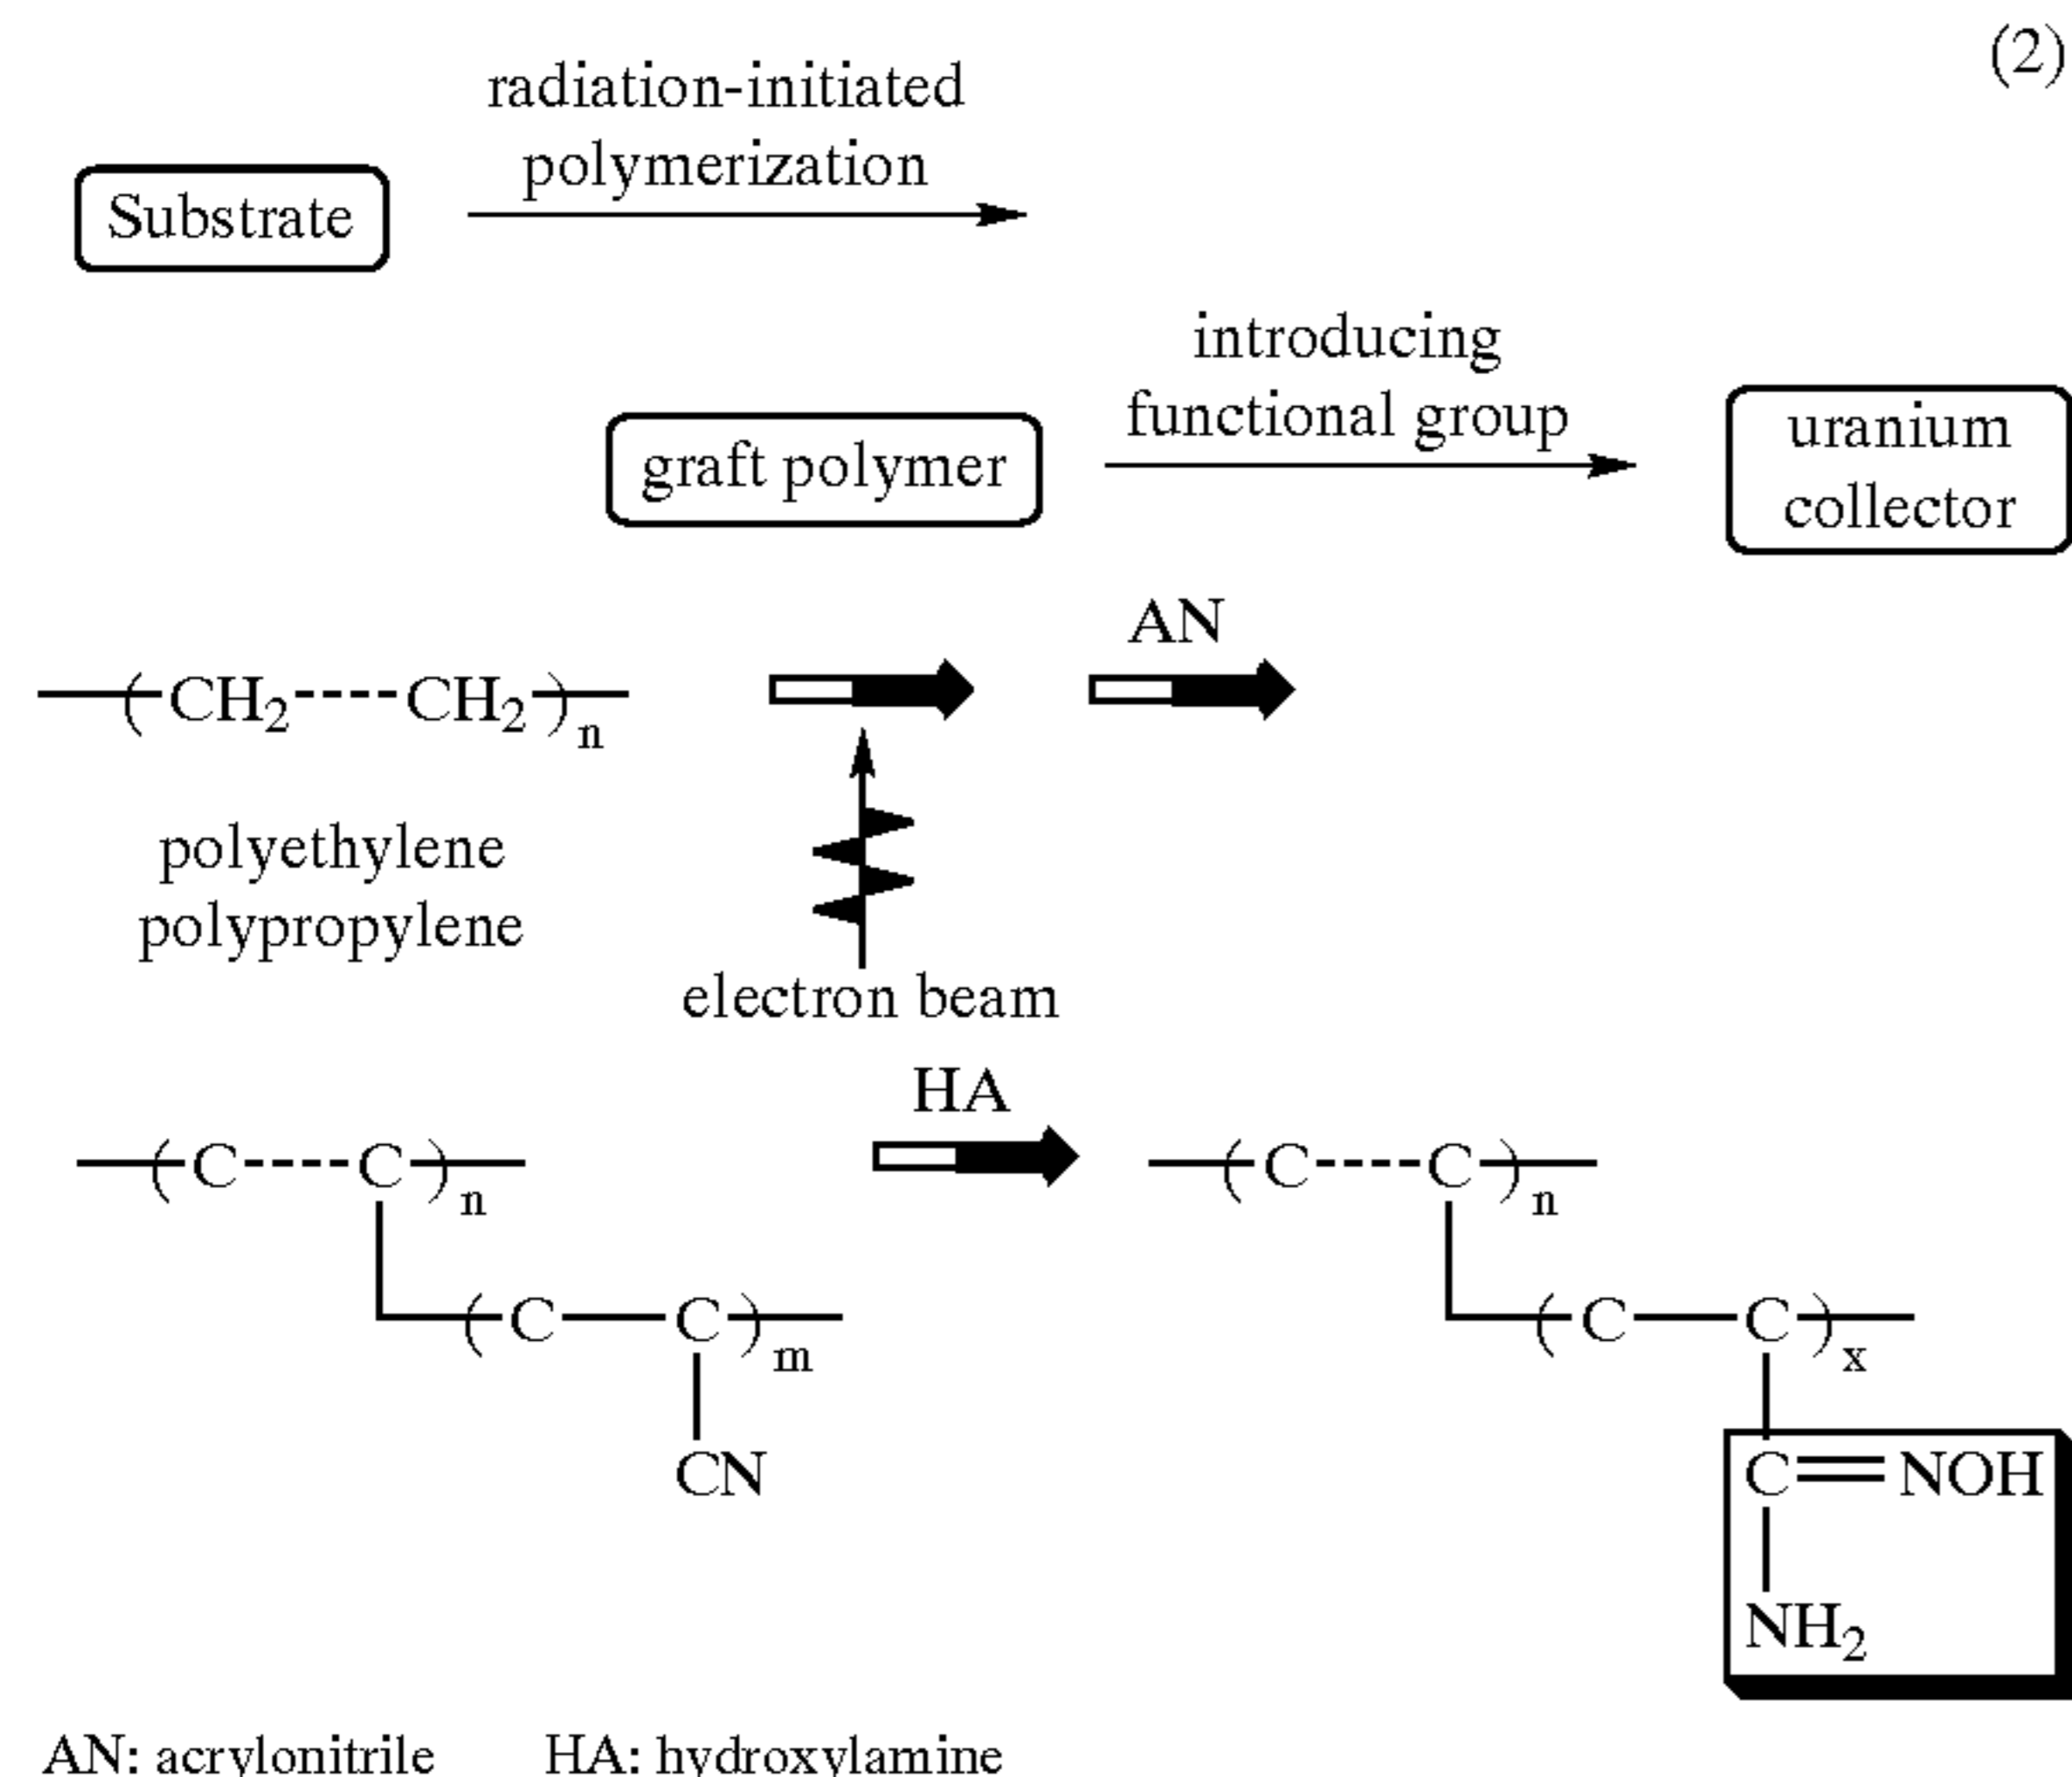 (2)
radiation-initiated
polymerization
Substrate
introducing
functional group
graft polymer
uranium
collector
AN
—(CH₂----CH₂)—n
polyethylene
polypropylene
electron beam
HA
—(C----C)—n
—(C—C)—m
CN
—(C----C)—n
—(C—C)—x
C=NOH
NH₂
AN: acrylonitrile HA: hydroxylamine